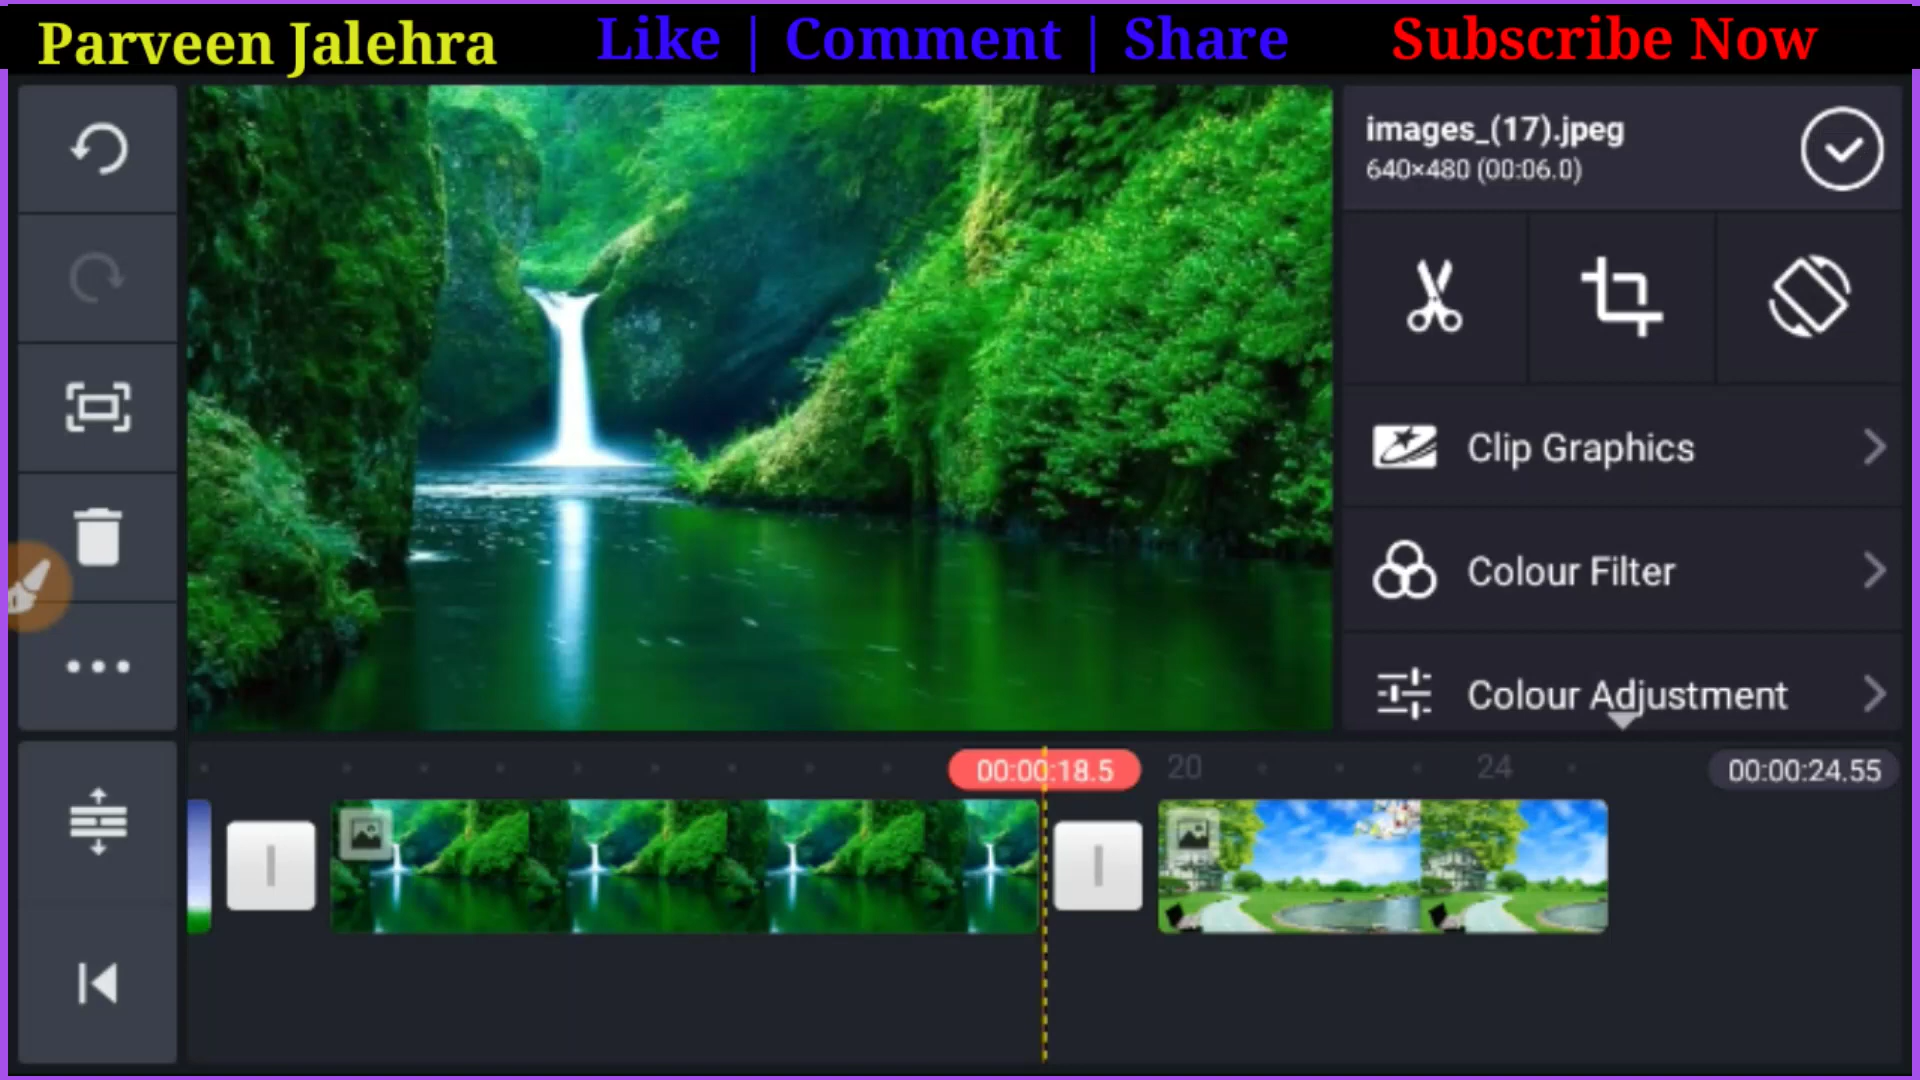 Parveen Jalehra Like | Comment | Share Subscribe Now
images_(17).jpeg
640×480 (00:06.0)
Clip Graphics
Colour Filter
Colour Adjustment
00:00:18.5 20 24 00:00:24.55